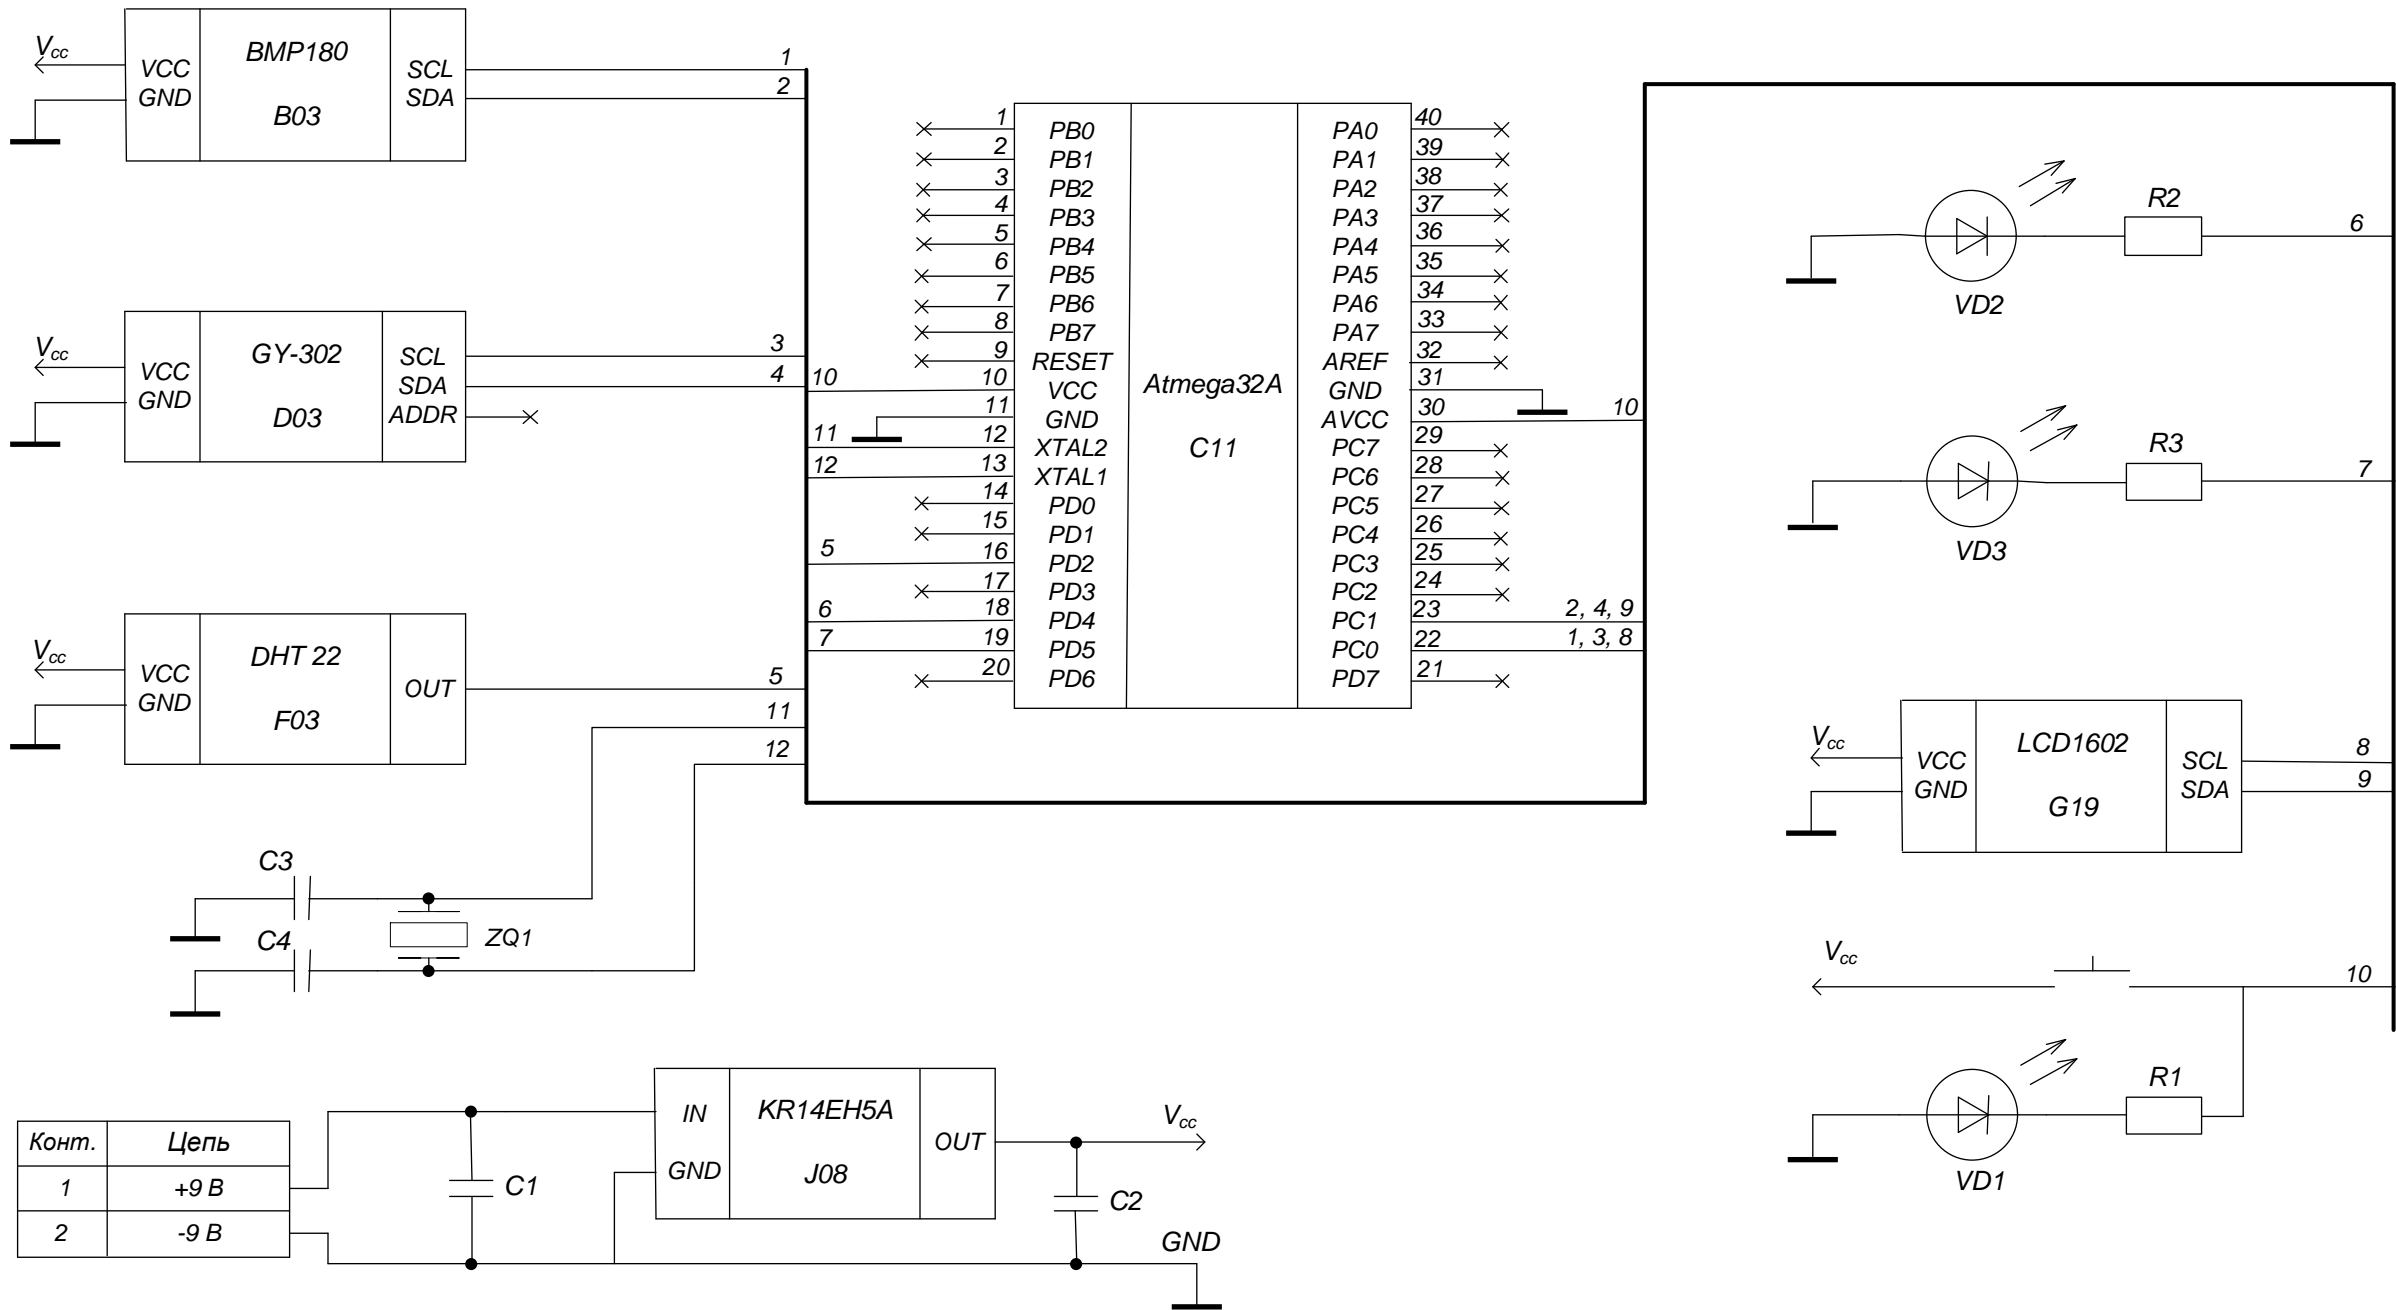 Vcc
VCC
GND
BMP180
B03
SCL
SDA
1
2
Vcc
VCC
GND
GY-302
D03
SCL
SDA
ADDR
3
4
Vcc
VCC
GND
DHT 22
F03
OUT
5
11
12
C3
C4
ZQ1
10
11
12
5
6
7
1 PB0
2 PB1
3 PB2
4 PB3
5 PB4
6 PB5
7 PB6
8 PB7
9 RESET
10 VCC
11 GND
12 XTAL2
13 XTAL1
14 PD0
15 PD1
16 PD2
17 PD3
18 PD4
19 PD5
20 PD6
Atmega32A
C11
PA0 40
PA1 39
PA2 38
PA3 37
PA4 36
PA5 35
PA6 34
PA7 33
AREF 32
GND 31
AVCC 30
PC7 29
PC6 28
PC5 27
PC4 26
PC3 25
PC2 24
PC1 23
PC0 22
PD7 21
10
2, 4, 9
1, 3, 8
R2
6
VD2
R3
7
VD3
Vcc
VCC
GND
LCD1602
G19
SCL
SDA
8
9
Vcc
10
R1
VD1
Конт. Цепь
1 +9 В
2 -9 В
C1
IN
GND
KR14EH5A
J08
OUT
Vcc
C2
GND